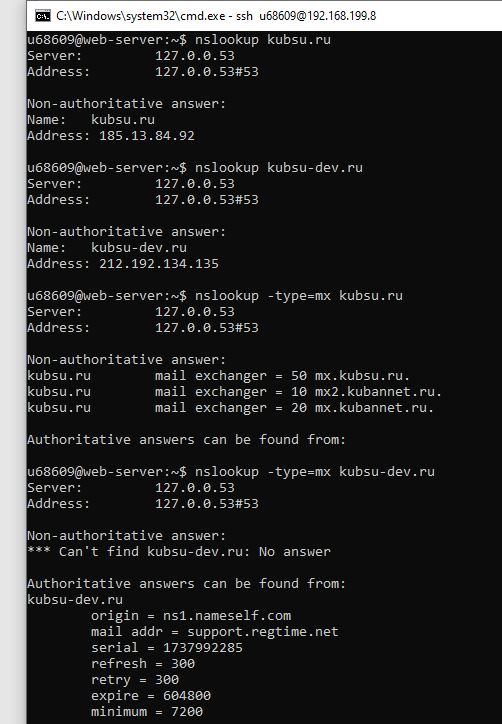 C:\Windows\system32\cmd.exe - ssh u68609@192.168.199.8
u68609@web-server:~$ nslookup kubsu.ru
Server: 127.0.0.53
Address: 127.0.0.53#53
Non-authoritative answer:
Name: kubsu.ru
Address: 185.13.84.92
u68609@web-server:~$ nslookup kubsu-dev.ru
Server: 127.0.0.53
Address: 127.0.0.53#53
Non-authoritative answer:
Name: kubsu-dev.ru
Address: 212.192.134.135
u68609@web-server:~$ nslookup -type=mx kubsu.ru
Server: 127.0.0.53
Address: 127.0.0.53#53
Non-authoritative answer:
kubsu.ru mail exchanger = 50 mx.kubsu.ru.
kubsu.ru mail exchanger = 10 mx2.kubannet.ru.
kubsu.ru mail exchanger = 20 mx.kubannet.ru.
Authoritative answers can be found from:
u68609@web-server:~$ nslookup -type=mx kubsu-dev.ru
Server: 127.0.0.53
Address: 127.0.0.53#53
Non-authoritative answer:
*** Can't find kubsu-dev.ru: No answer
Authoritative answers can be found from:
kubsu-dev.ru
origin = ns1.nameself.com
mail addr = support.regtime.net
serial = 1737992285
refresh = 300
retry = 300
expire = 604800
minimum = 7200